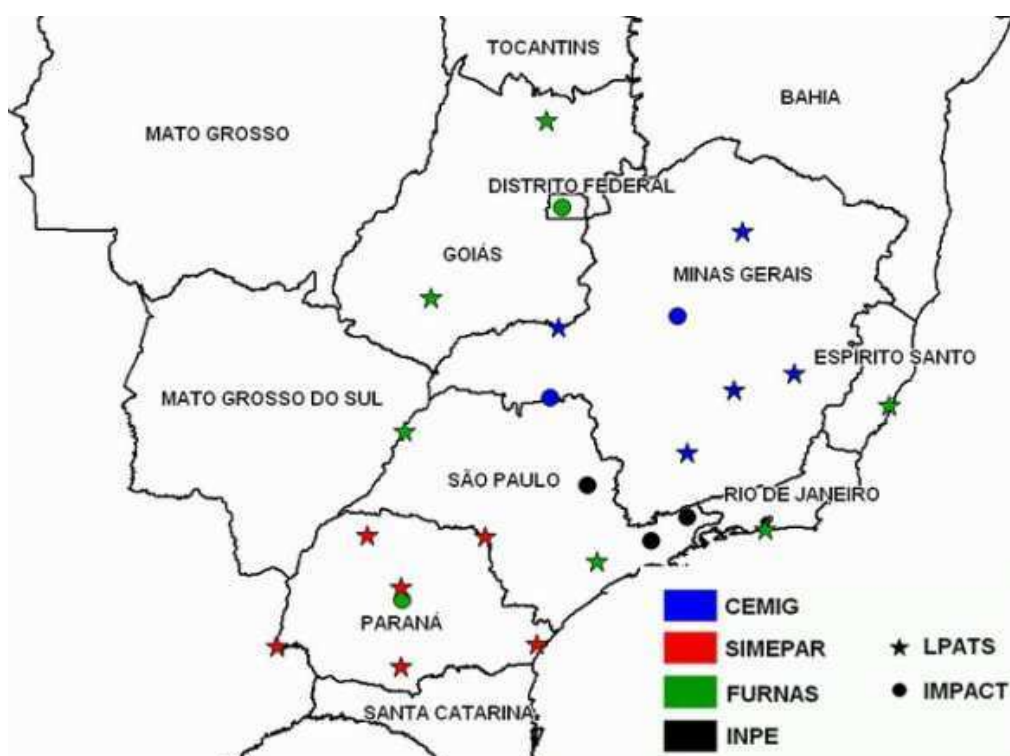 TOCANTINS
BAHIA
MATO GROSSO
DISTRITO FEDERAL
GOIÁS
MINAS GERAIS
ESPÍRITO SANTO
MATO GROSSO DO SUL
SÃO PAULO
RIO DE JANEIRO
CEMIG
PARANÁ
SIMEPAR
LPATS
FURNAS
IMPACT
SANTA CATARINA
INPE